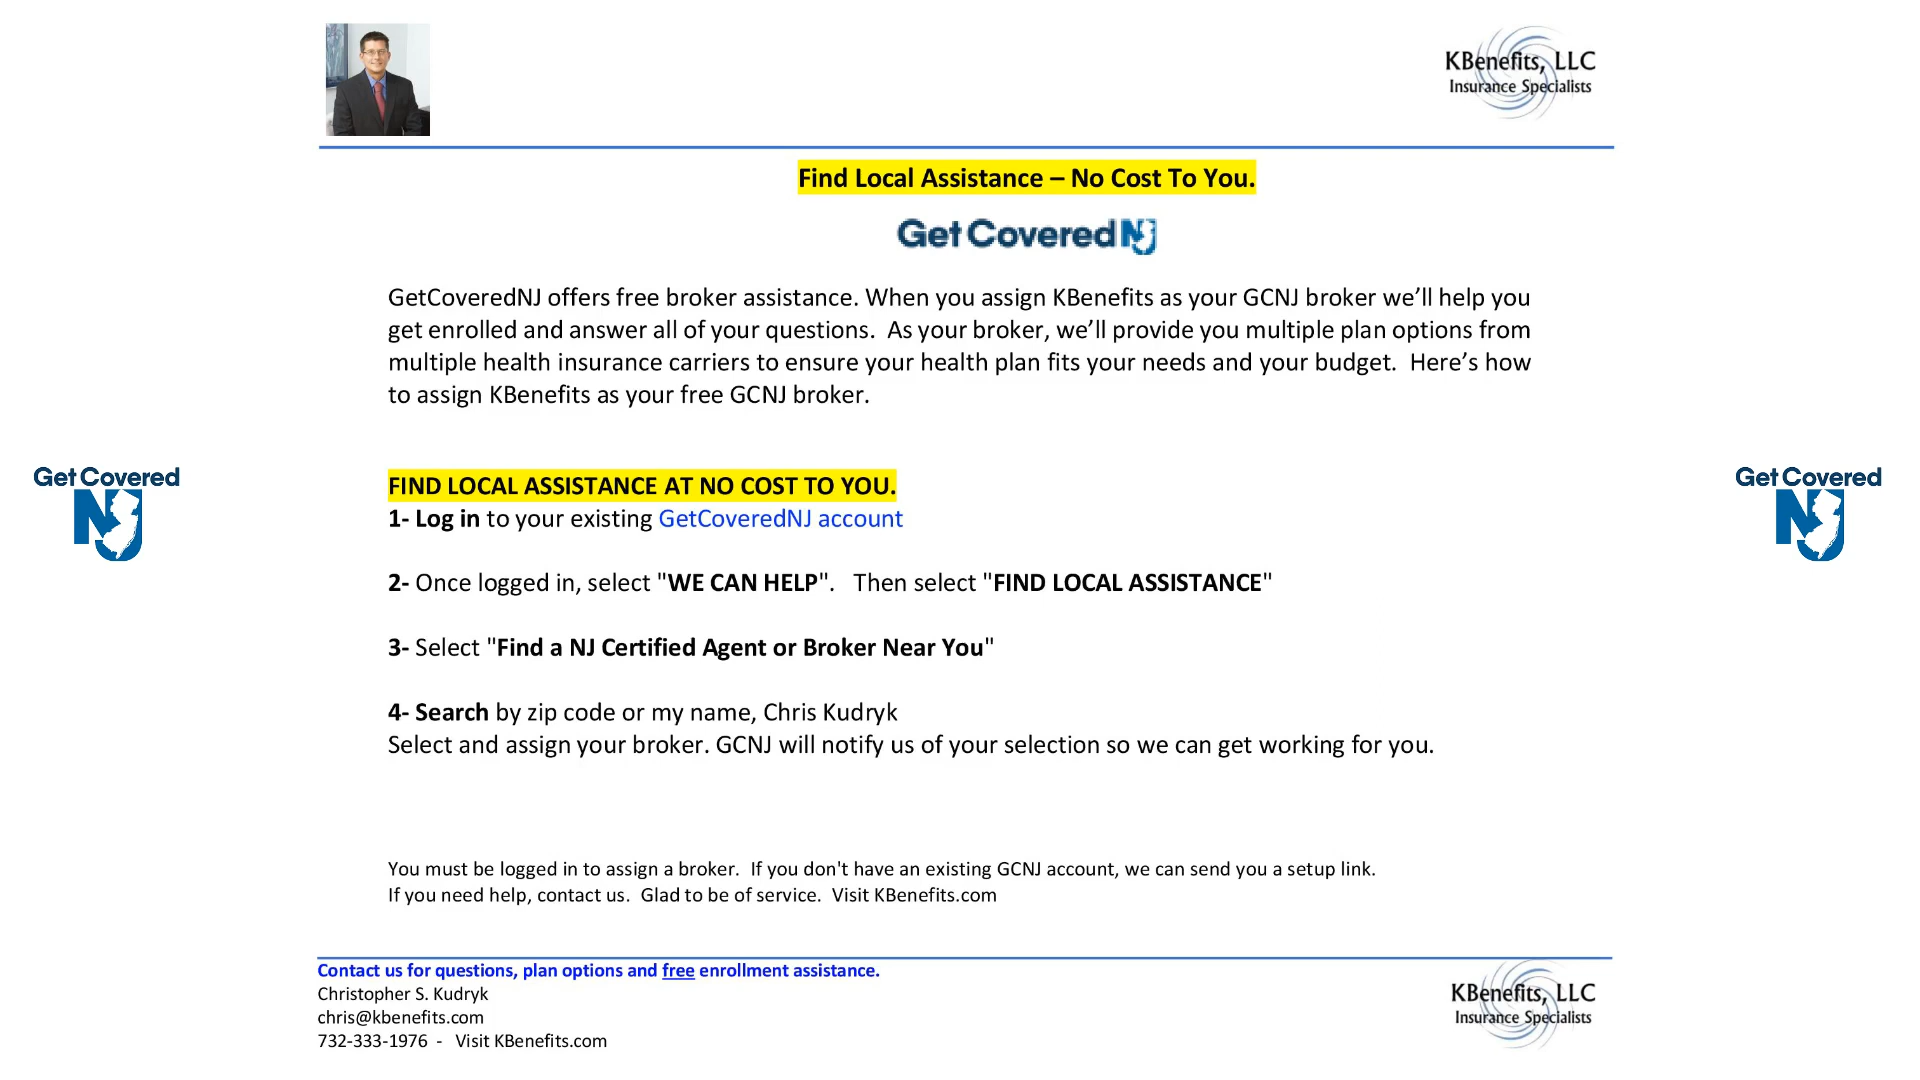 KBenefits, LLC
Insurance Specialists
Find Local Assistance – No Cost To You.
Get Covered NJ
GetCoveredNJ offers free broker assistance. When you assign KBenefits as your GCNJ broker we’ll help you
get enrolled and answer all of your questions.  As your broker, we’ll provide you multiple plan options from
multiple health insurance carriers to ensure your health plan fits your needs and your budget.  Here’s how
to assign KBenefits as your free GCNJ broker.
Get Covered
NJ
Get Covered
NJ
FIND LOCAL ASSISTANCE AT NO COST TO YOU.
1- Log in to your existing GetCoveredNJ account
2- Once logged in, select "WE CAN HELP".   Then select "FIND LOCAL ASSISTANCE"
3- Select "Find a NJ Certified Agent or Broker Near You"
4- Search by zip code or my name, Chris Kudryk
Select and assign your broker. GCNJ will notify us of your selection so we can get working for you.
You must be logged in to assign a broker.  If you don't have an existing GCNJ account, we can send you a setup link.
If you need help, contact us.  Glad to be of service.  Visit KBenefits.com
Contact us for questions, plan options and free enrollment assistance.
Christopher S. Kudryk
chris@kbenefits.com
732-333-1976  -   Visit KBenefits.com
KBenefits, LLC
Insurance Specialists